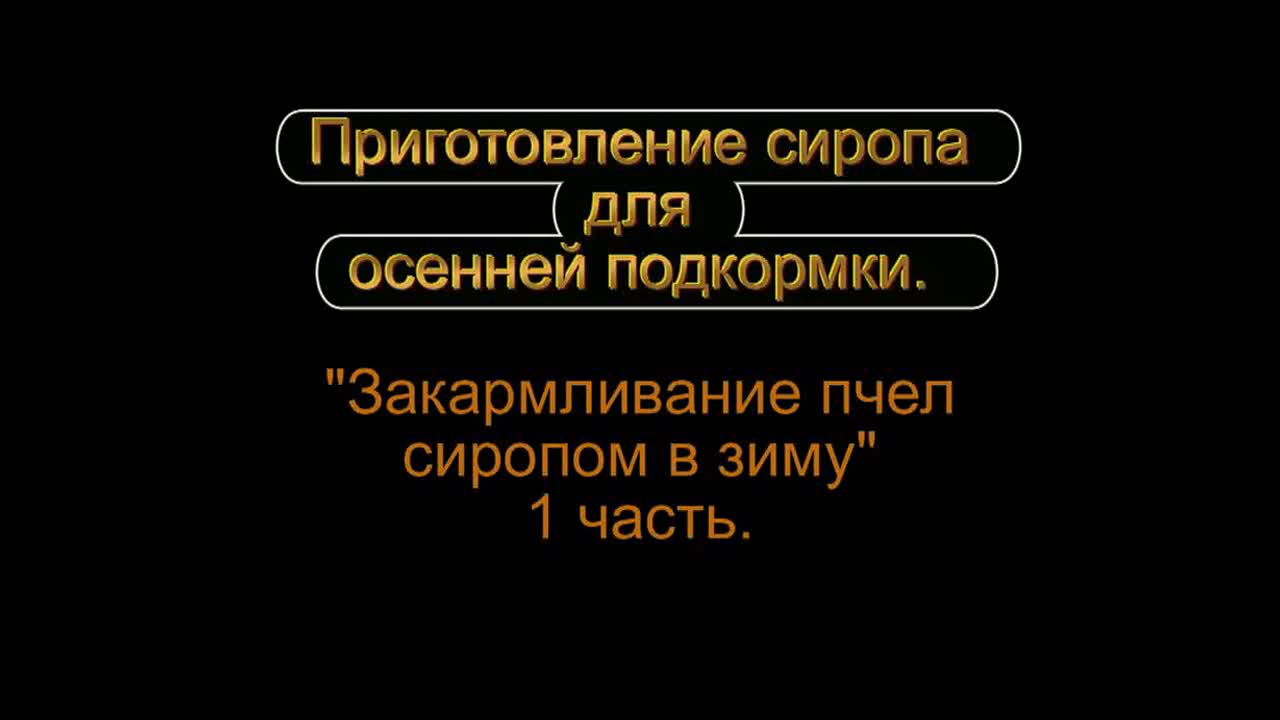 Приготовление сиропа
для
осенней подкормки.
"Закармливание пчел
сиропом в зиму"
1 часть.